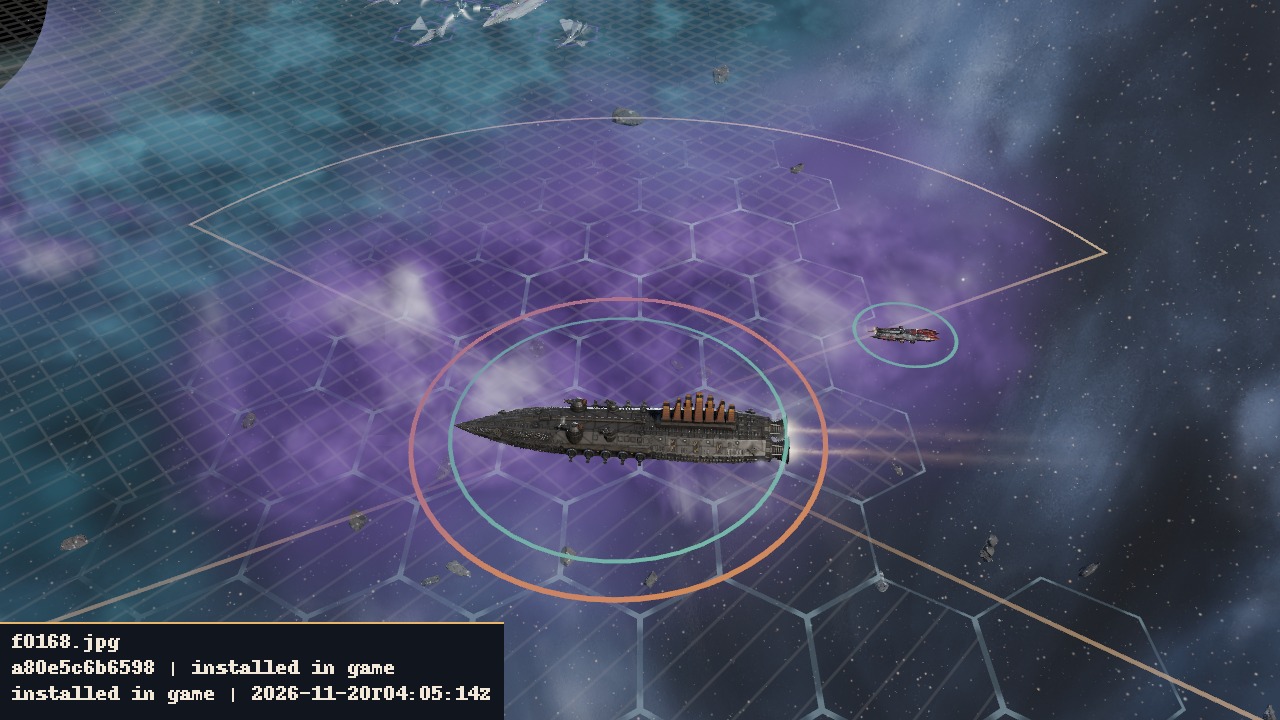 f0168.jpg
a80e5c6b6598 | installed in game
installed in game | 2026-11-20T04:05:14Z